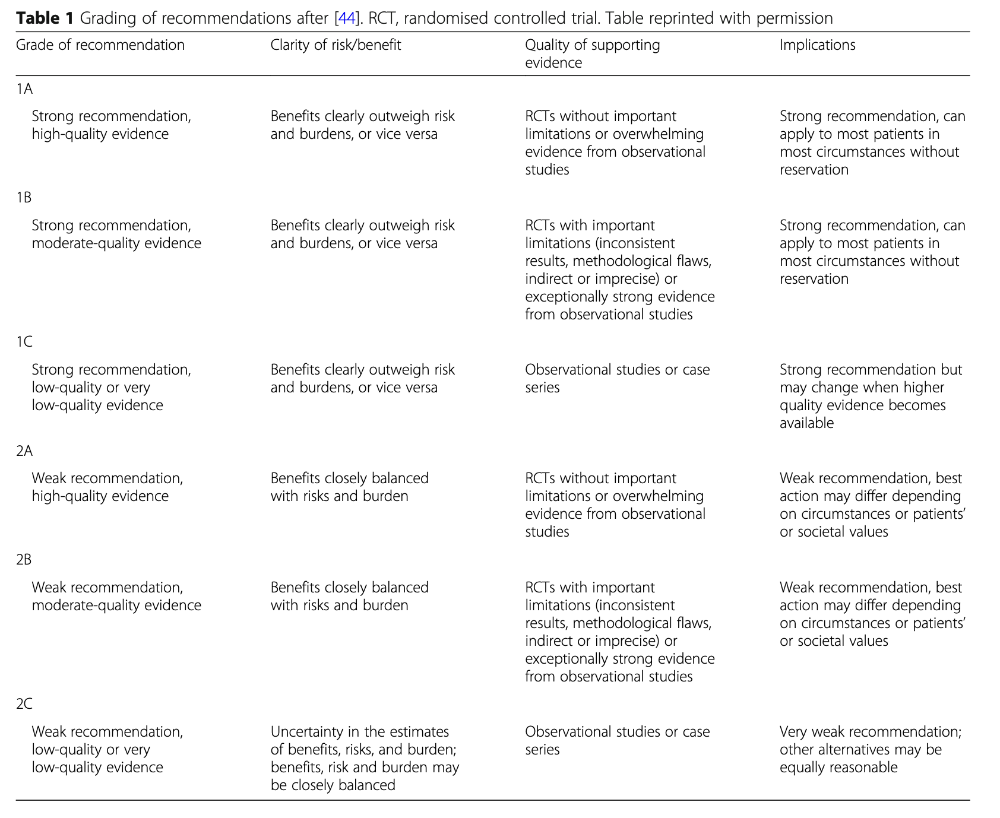 Table 1 Grading of recommendations after [44]. RCT, randomised controlled trial. Table reprinted with permission
Grade of recommendation
Clarity of risk/benefit
Quality of supporting
evidence
Implications
1A
Strong recommendation,
high-quality evidence
Benefits clearly outweigh risk
and burdens, or vice versa
RCTs without important
limitations or overwhelming
evidence from observational
studies
Strong recommendation, can
apply to most patients in
most circumstances without
reservation
1B
Strong recommendation,
moderate-quality evidence
Benefits clearly outweigh risk
and burdens, or vice versa
RCTs with important
limitations (inconsistent
results, methodological flaws,
indirect or imprecise) or
exceptionally strong evidence
from observational studies
Strong recommendation, can
apply to most patients in
most circumstances without
reservation
1C
Strong recommendation,
low-quality or very
low-quality evidence
Benefits clearly outweigh risk
and burdens, or vice versa
Observational studies or case
series
Strong recommendation but
may change when higher
quality evidence becomes
available
2A
Weak recommendation,
high-quality evidence
Benefits closely balanced
with risks and burden
RCTs without important
limitations or overwhelming
evidence from observational
studies
Weak recommendation, best
action may differ depending
on circumstances or patients’
or societal values
2B
Weak recommendation,
moderate-quality evidence
Benefits closely balanced
with risks and burden
RCTs with important
limitations (inconsistent
results, methodological flaws,
indirect or imprecise) or
exceptionally strong evidence
from observational studies
Weak recommendation, best
action may differ depending
on circumstances or patients’
or societal values
2C
Weak recommendation,
low-quality or very
low-quality evidence
Uncertainty in the estimates
of benefits, risks, and burden;
benefits, risk and burden may
be closely balanced
Observational studies or case
series
Very weak recommendation;
other alternatives may be
equally reasonable